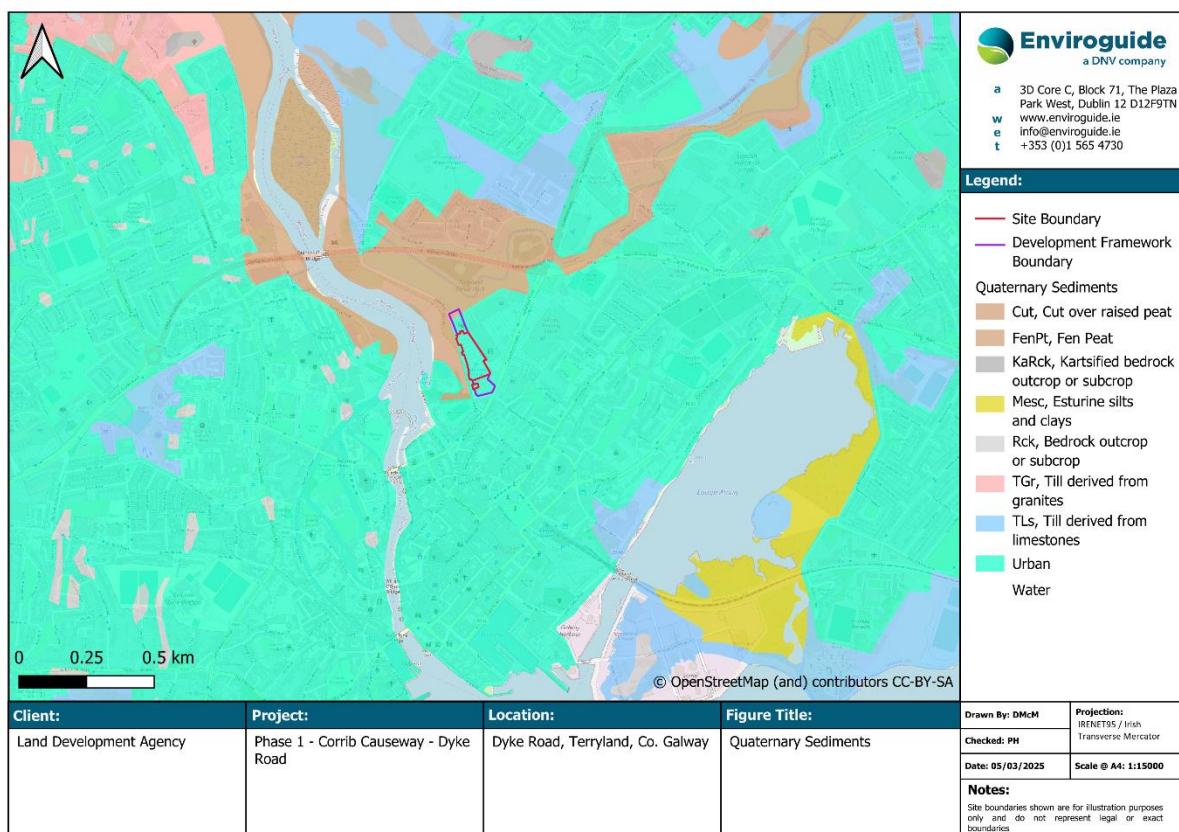 Enviroguide
a DNV company
a 3D Core C, Block 71, The Plaza
Park West, Dublin 12 D12F9TN
w www.enviroguide.ie
e info@enviroguide.ie
t +353 (0)1 565 4730
Legend:
Site Boundary
Development Framework
Boundary
Quaternary Sediments
Cut, Cut over raised peat
FenPt, Fen Peat
KaRck, Kartsified bedrock
outcrop or subcrop
Mesc, Esturine silts
and clays
Rck, Bedrock outcrop
or subcrop
TGr, Till derived from
granites
TLs, Till derived from
limestones
Urban
Water
Lough Atalia
0 0.25 0.5 km
© OpenStreetMap (and) contributors CC-BY-SA
Client:
Land Development Agency
Project:
Phase 1 - Corrib Causeway - Dyke
Road
Location:
Dyke Road, Terryland, Co. Galway
Figure Title:
Quaternary Sediments
Drawn By: DMcM
Checked: PH
Date: 05/03/2025
Projection:
IRENET95 / Irish
Transverse Mercator
Scale @ A4: 1:15000
Notes:
Site boundaries shown are for illustration purposes
only and do not represent legal or exact
boundaries